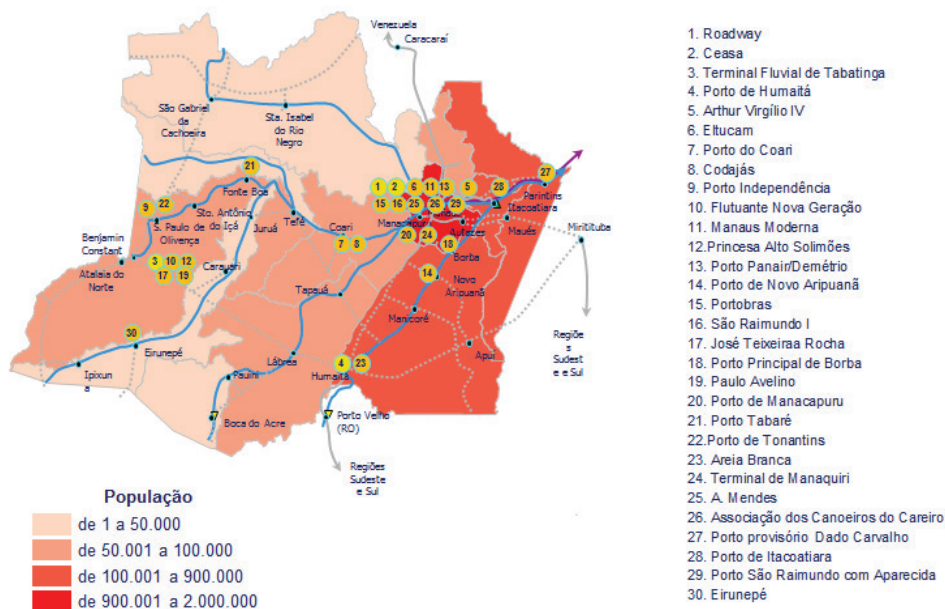 Venezuela
Caracaraí
São Gabriel
da
Cachoeira
Sta. Isabel
do Rio
Negro
21
Fonte Boa
9 22
Sto. Antônio
do Içá
S. Paulo de
Olivença
Juruá
Tefé
Benjamin
Constant
Atalaia do
Norte
3 10 12
17 19
Carauari
30
Eirunepé
Ipixun
a
1 2 6 11 13 5
15 16 25 26 29
28
27
Parintins
Itacoatiara
Maués
Miritituba
Manacapuru
Coari
7 8
20 24
Autazes
18
Borba
14
Novo
Aripuanã
Tapauá
Manicoré
Apuí
Lábrea
Pauini
4 23
Humaitá
Boca do Acre
Porto Velho
(RO)
Regiões
Sudeste
e Sul
Regiõe
s
Sudest
e e Sul
População
de 1 a 50.000
de 50.001 a 100.000
de 100.001 a 900.000
de 900.001 a 2.000.000
1. Roadway
2. Ceasa
3. Terminal Fluvial de Tabatinga
4. Porto de Humaitá
5. Arthur Virgílio IV
6. Eltucam
7. Porto do Coari
8. Codajás
9. Porto Independência
10. Flutuante Nova Geração
11. Manaus Moderna
12.Princesa Alto Solimões
13. Porto Panair/Demétrio
14. Porto de Novo Aripuanã
15. Portobras
16. São Raimundo I
17. José Teixeiraa Rocha
18. Porto Principal de Borba
19. Paulo Avelino
20. Porto de Manacapuru
21. Porto Tabaré
22.Porto de Tonantins
23. Areia Branca
24. Terminal de Manaquiri
25. A. Mendes
26. Associação dos Canoeiros do Careiro
27. Porto provisório Dado Carvalho
28. Porto de Itacoatiara
29. Porto São Raimundo com Aparecida
30. Eirunepé